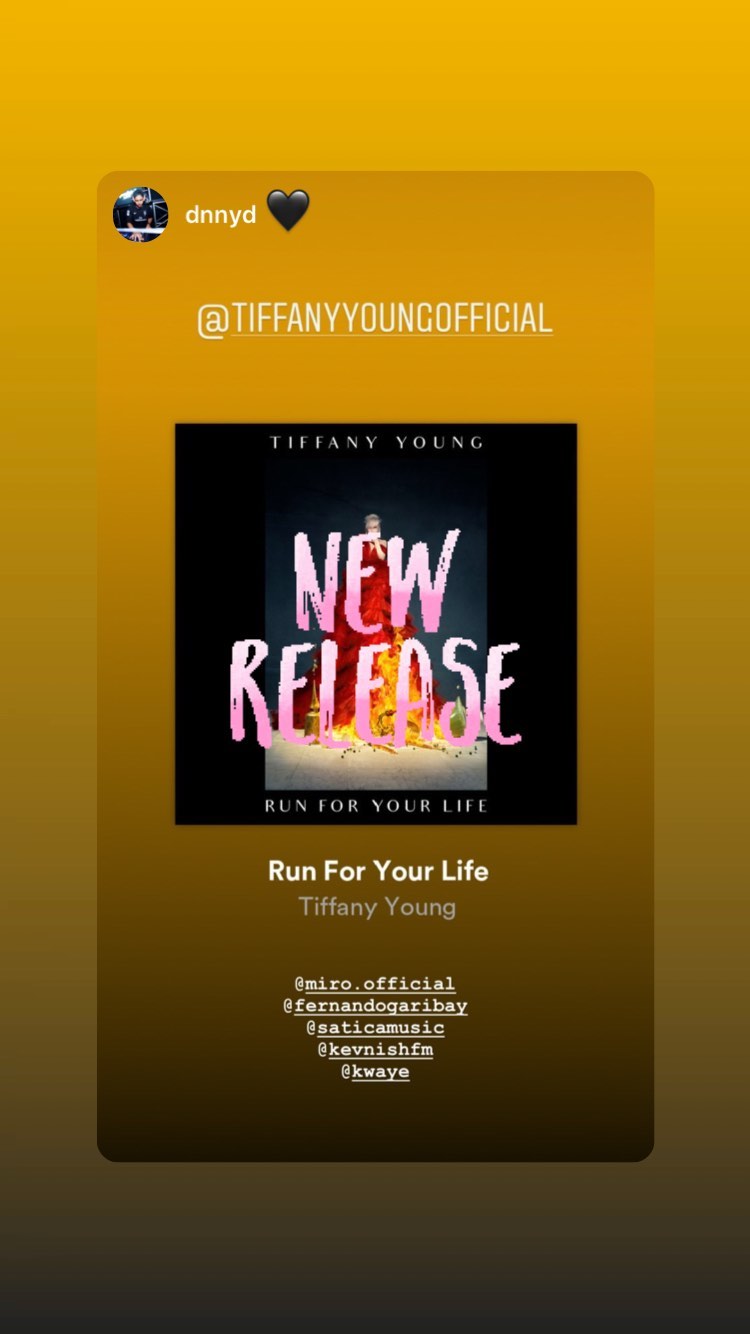 dnnyd 🖤
@TIFFANYYOUNGOFFICIAL
TIFFANY YOUNG
NEW
RELEASE
RUN FOR YOUR LIFE
Run For Your Life
Tiffany Young
@miro.official
@fernandogaribay
@saticamusic
@kevnishfm
@kwaye